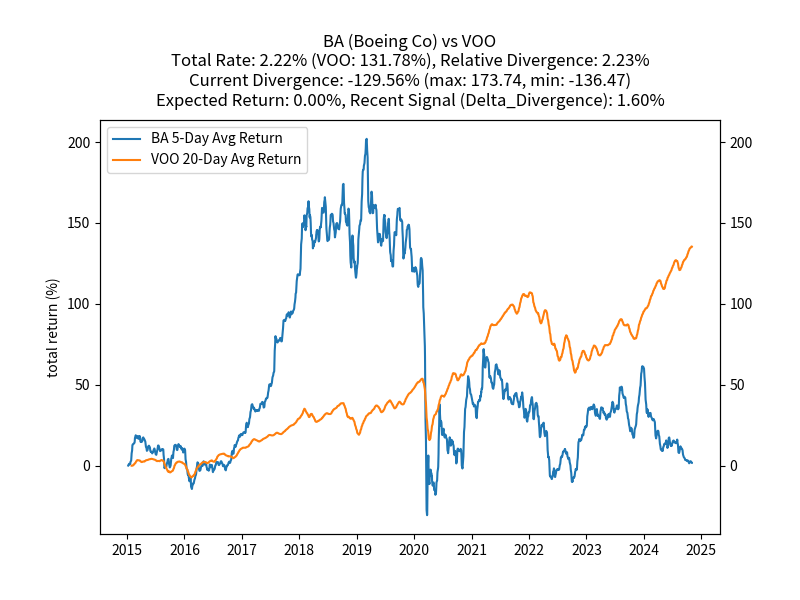 BA (Boeing Co) vs VOO
Total Rate: 2.22% (VOO: 131.78%), Relative Divergence: 2.23%
Current Divergence: -129.56% (max: 173.74, min: -136.47)
Expected Return: 0.00%, Recent Signal (Delta_Divergence): 1.60%
BA 5-Day Avg Return
VOO 20-Day Avg Return
total return (%)
200 200
150 150
100 100
50 50
0 0
2015 2016 2017 2018 2019 2020 2021 2022 2023 2024 2025